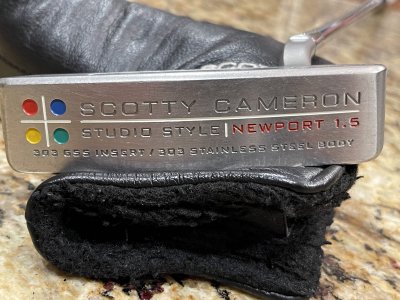 SCOTTY CAMERON
STUDIO STYLE | NEWPORT 1.5
303 GSS INSERT / 303 STAINLESS STEEL BODY